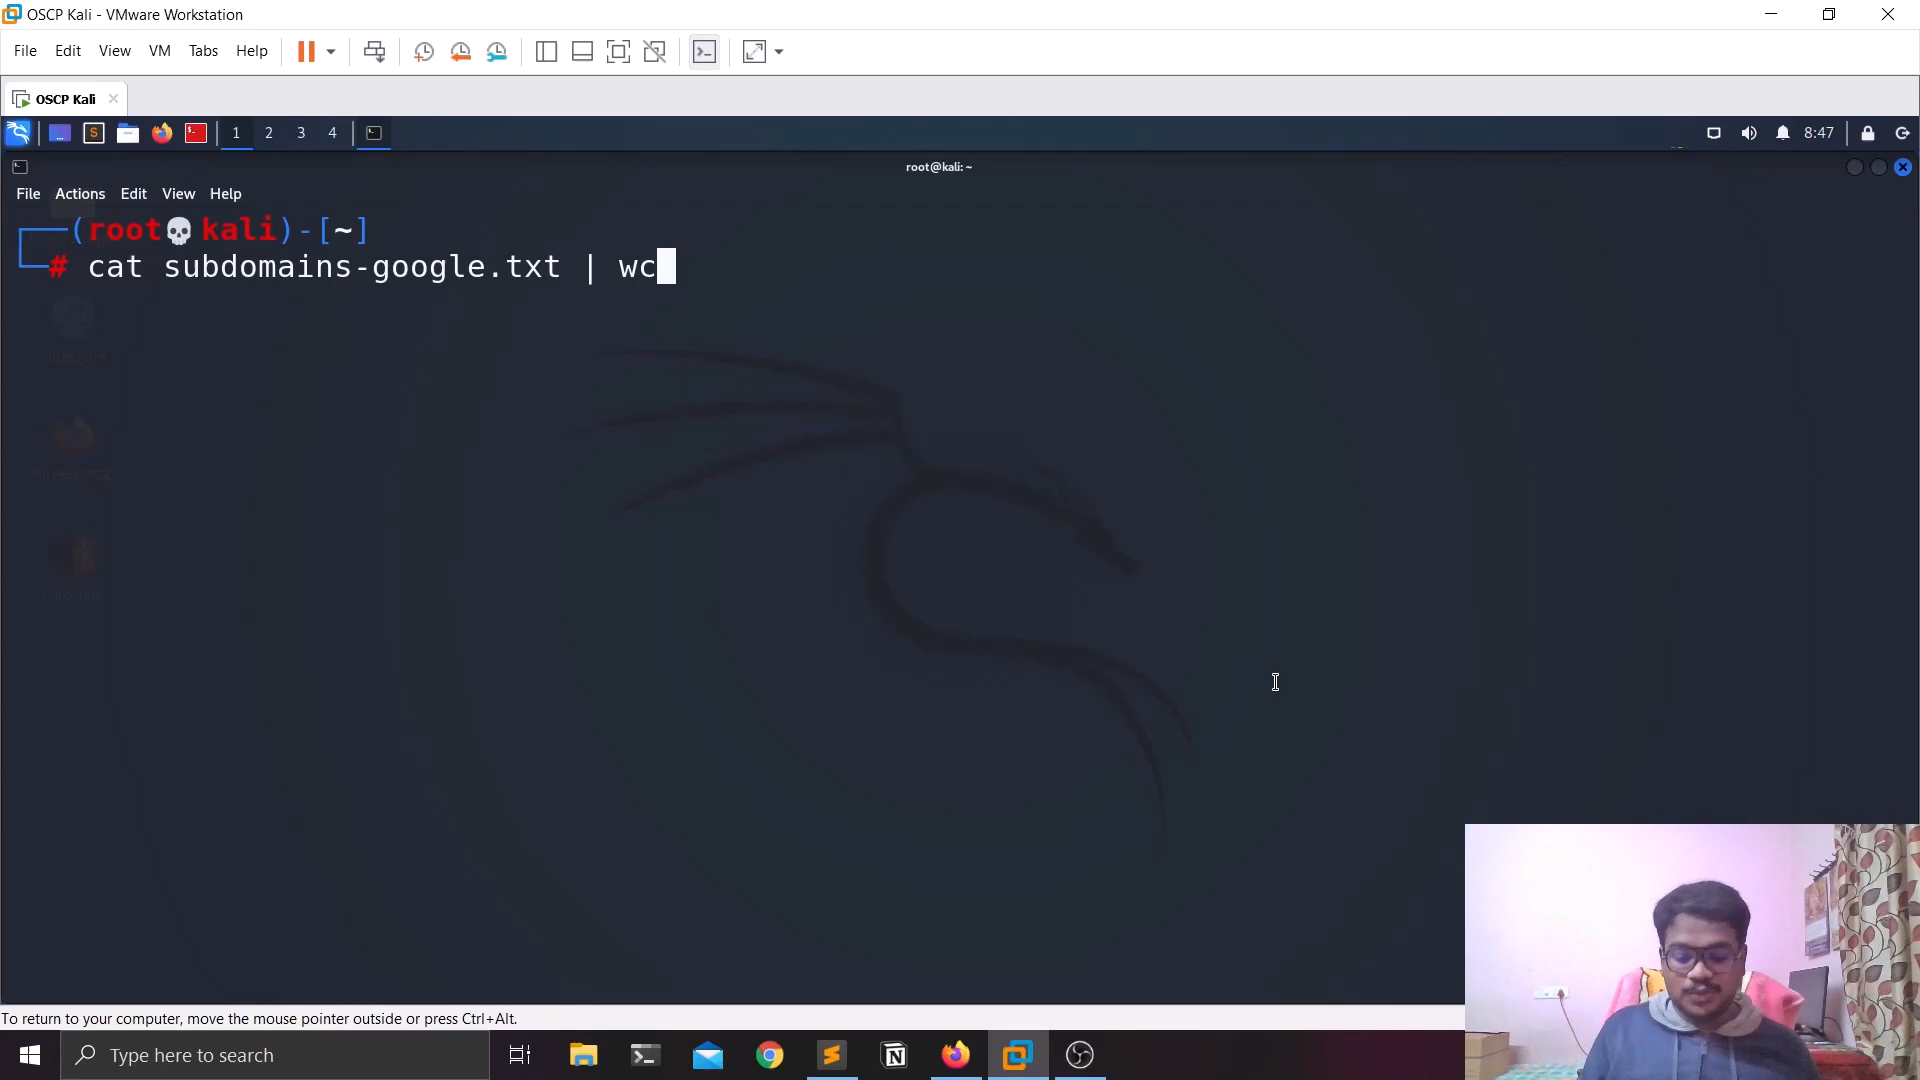 OSCP Kali - VMware Workstation
File Edit View VM Tabs Help
OSCP Kali
1 2 3 4 8:47
root@kali: ~
File Actions Edit View Help
(root💀kali)-[~]
# cat subdomains-google.txt | wc
To return to your computer, move the mouse pointer outside or press Ctrl+Alt.
Type here to search